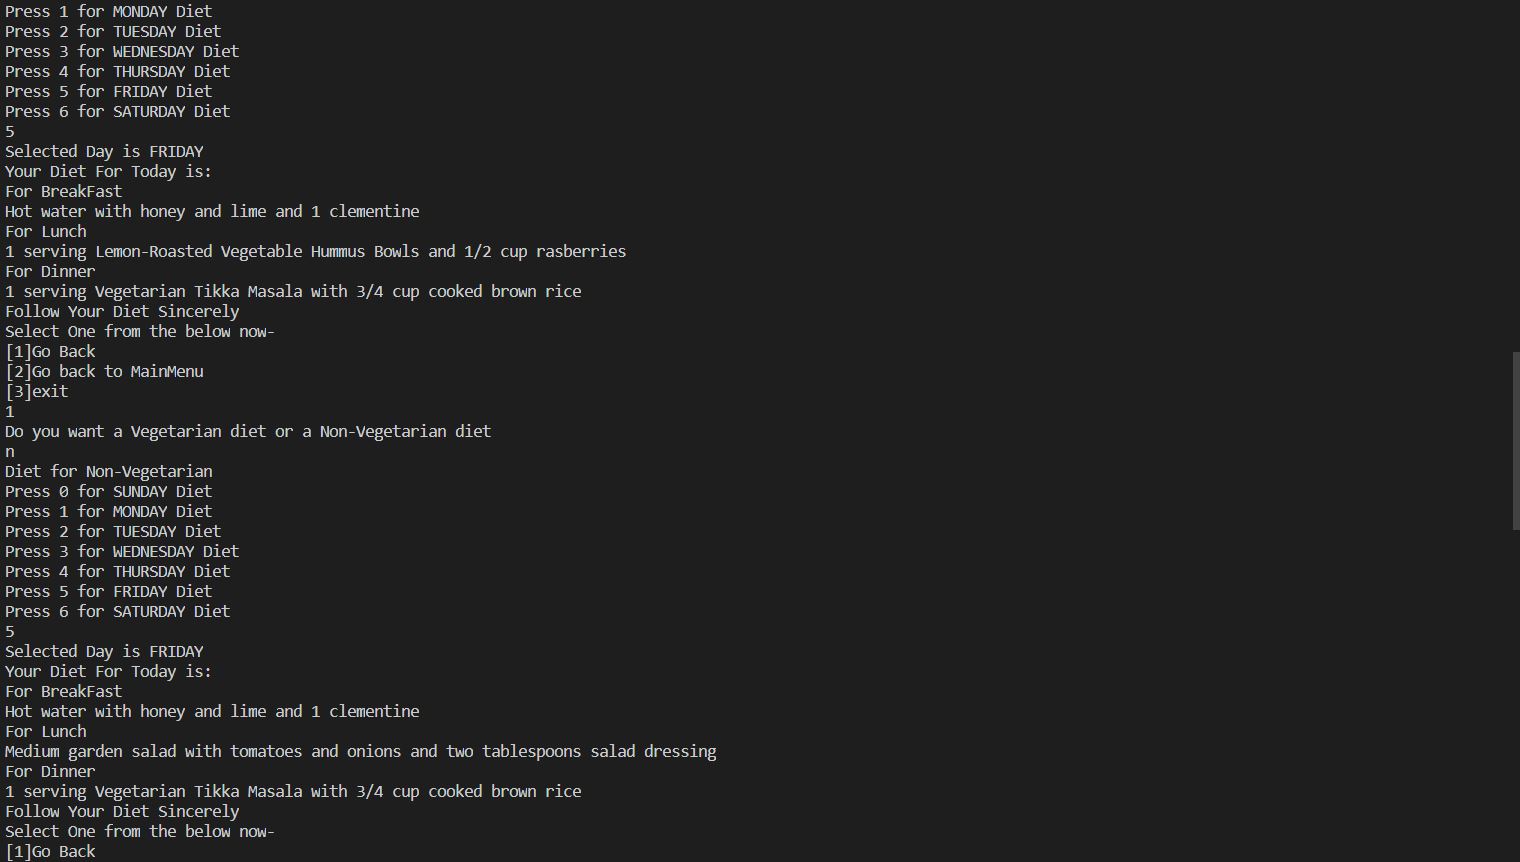 Press 1 for MONDAY Diet
Press 2 for TUESDAY Diet
Press 3 for WEDNESDAY Diet
Press 4 for THURSDAY Diet
Press 5 for FRIDAY Diet
Press 6 for SATURDAY Diet
5
Selected Day is FRIDAY
Your Diet For Today is:
For BreakFast
Hot water with honey and lime and 1 clementine
For Lunch
1 serving Lemon-Roasted Vegetable Hummus Bowls and 1/2 cup rasberries
For Dinner
1 serving Vegetarian Tikka Masala with 3/4 cup cooked brown rice
Follow Your Diet Sincerely
Select One from the below now-
[1]Go Back
[2]Go back to MainMenu
[3]exit
1
Do you want a Vegetarian diet or a Non-Vegetarian diet
n
Diet for Non-Vegetarian
Press 0 for SUNDAY Diet
Press 1 for MONDAY Diet
Press 2 for TUESDAY Diet
Press 3 for WEDNESDAY Diet
Press 4 for THURSDAY Diet
Press 5 for FRIDAY Diet
Press 6 for SATURDAY Diet
5
Selected Day is FRIDAY
Your Diet For Today is:
For BreakFast
Hot water with honey and lime and 1 clementine
For Lunch
Medium garden salad with tomatoes and onions and two tablespoons salad dressing
For Dinner
1 serving Vegetarian Tikka Masala with 3/4 cup cooked brown rice
Follow Your Diet Sincerely
Select One from the below now-
[1]Go Back